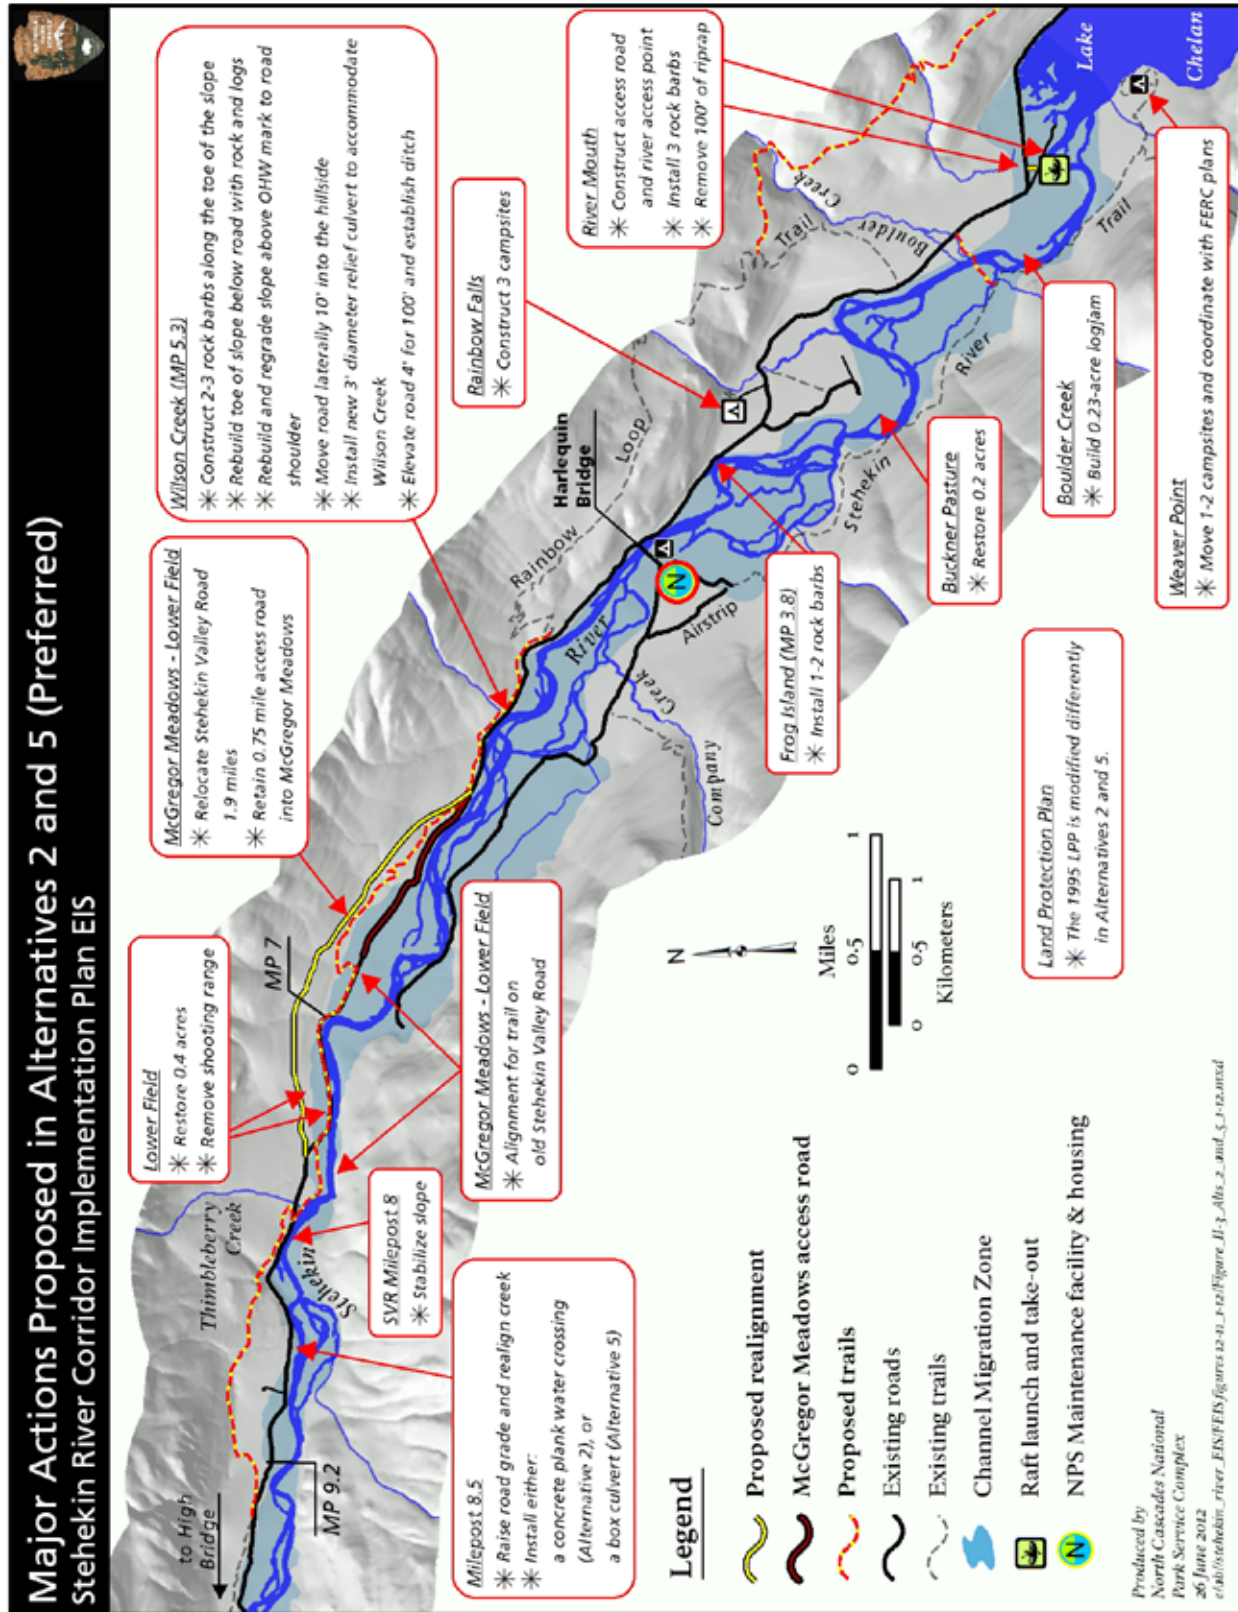 Major Actions Proposed in Alternatives 2 and 5 (Preferred)
Stehekin River Corridor Implementation Plan EIS
to High
Bridge
MP 9.2
Thimbleberry
Creek
Stehekin
Lower Field
✳ Restore 0.4 acres
✳ Remove shooting range
MP 7
McGregor Meadows - Lower Field
✳ Relocate Stehekin Valley Road
1.9 miles
✳ Retain 0.75 mile access road
into McGregor Meadows
Wilson Creek (MP 5.3)
✳ Construct 2-3 rock barbs along the toe of the slope
✳ Rebuild toe of slope below road with rock and logs
✳ Rebuild and regrade slope above OHW mark to road
shoulder
✳ Move road laterally 10' into the hillside
✳ Install new 3' diameter relief culvert to accommodate
Wilson Creek
✳ Elevate road 4' for 100' and establish ditch
Rainbow Falls
✳ Construct 3 campsites
River Mouth
✳ Construct access road
and river access point
✳ Install 3 rock barbs
✳ Remove 100' of riprap
Harlequin
Bridge
Rainbow
Loop
Trail
Boulder
Creek
River
Airstrip
Company
Creek
Stehekin
River
Trail
Lake
Chelan
N
Milepost 8.5
✳ Raise road grade and realign creek
✳ Install either:
a concrete plank water crossing
(Alternative 2), or
a box culvert (Alternative 5)
SVR Milepost 8
✳ Stabilize slope
McGregor Meadows - Lower Field
✳ Alignment for trail on
old Stehekin Valley Road
Frog Island (MP 3.8)
✳ Install 1-2 rock barbs
Buckner Pasture
✳ Restore 0.2 acres
Boulder Creek
✳ Build 0.23-acre logjam
Weaver Point
✳ Move 1-2 campsites and coordinate with FERC plans
Land Protection Plan
✳ The 1995 LPP is modified differently
in Alternatives 2 and 5.
N
Miles
0 0.5 1
0 0.5 1
Kilometers
Legend
Proposed realignment
McGregor Meadows access road
Proposed trails
Existing roads
Existing trails
Channel Migration Zone
Raft launch and take-out
N NPS Maintenance facility & housing
Produced by
North Cascades National
Park Service Complex
26 June 2012